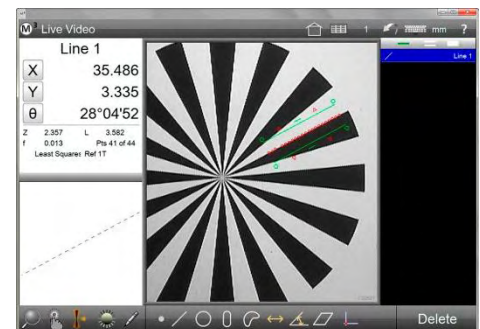 M³ Live Video
1
mm
?
Line 1
X 35.486
Y 3.335
θ 28°04'52
Z 2.357 L 3.582
f 0.013 Pts 41 of 44
Least Squares Ref 1T
Line 1
Delete